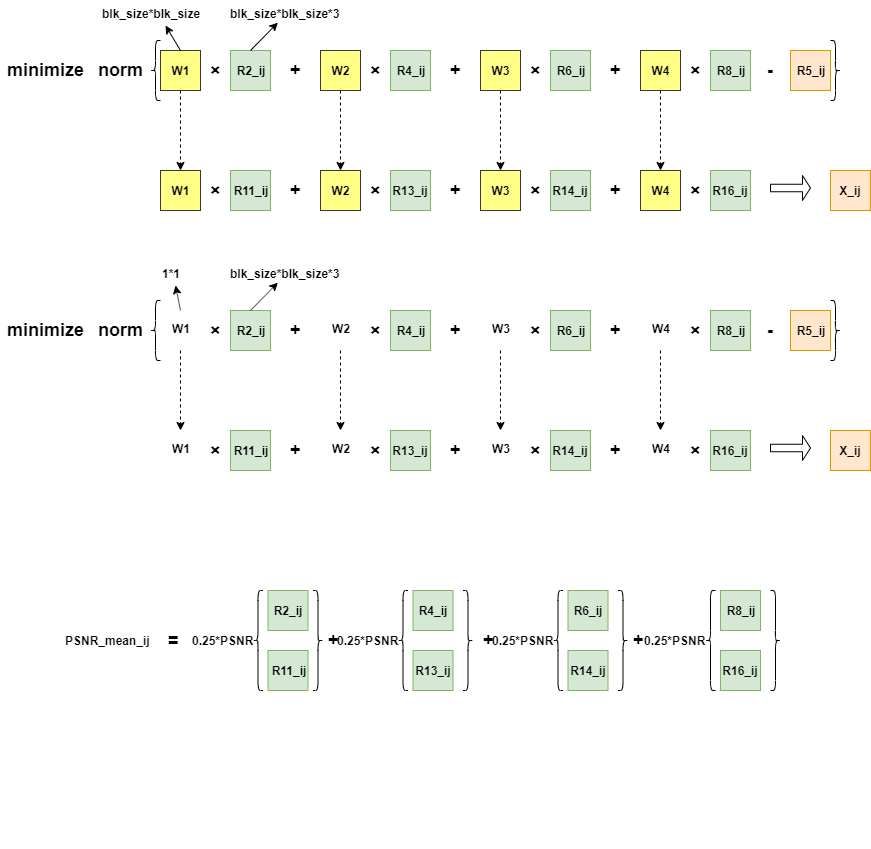 blk_size*blk_size blk_size*blk_size*3
minimize norm { W1 × R2_ij + W2 × R4_ij + W3 × R6_ij + W4 × R8_ij - R5_ij }
W1 × R11_ij + W2 × R13_ij + W3 × R14_ij + W4 × R16_ij ⇒ X_ij
1*1 blk_size*blk_size*3
minimize norm { W1 × R2_ij + W2 × R4_ij + W3 × R6_ij + W4 × R8_ij - R5_ij }
W1 × R11_ij + W2 × R13_ij + W3 × R14_ij + W4 × R16_ij ⇒ X_ij
R2_ij R4_ij R6_ij R8_ij
PSNR_mean_ij = 0.25*PSNR { } + 0.25*PSNR { } + 0.25*PSNR { } + 0.25*PSNR { }
R11_ij R13_ij R14_ij R16_ij